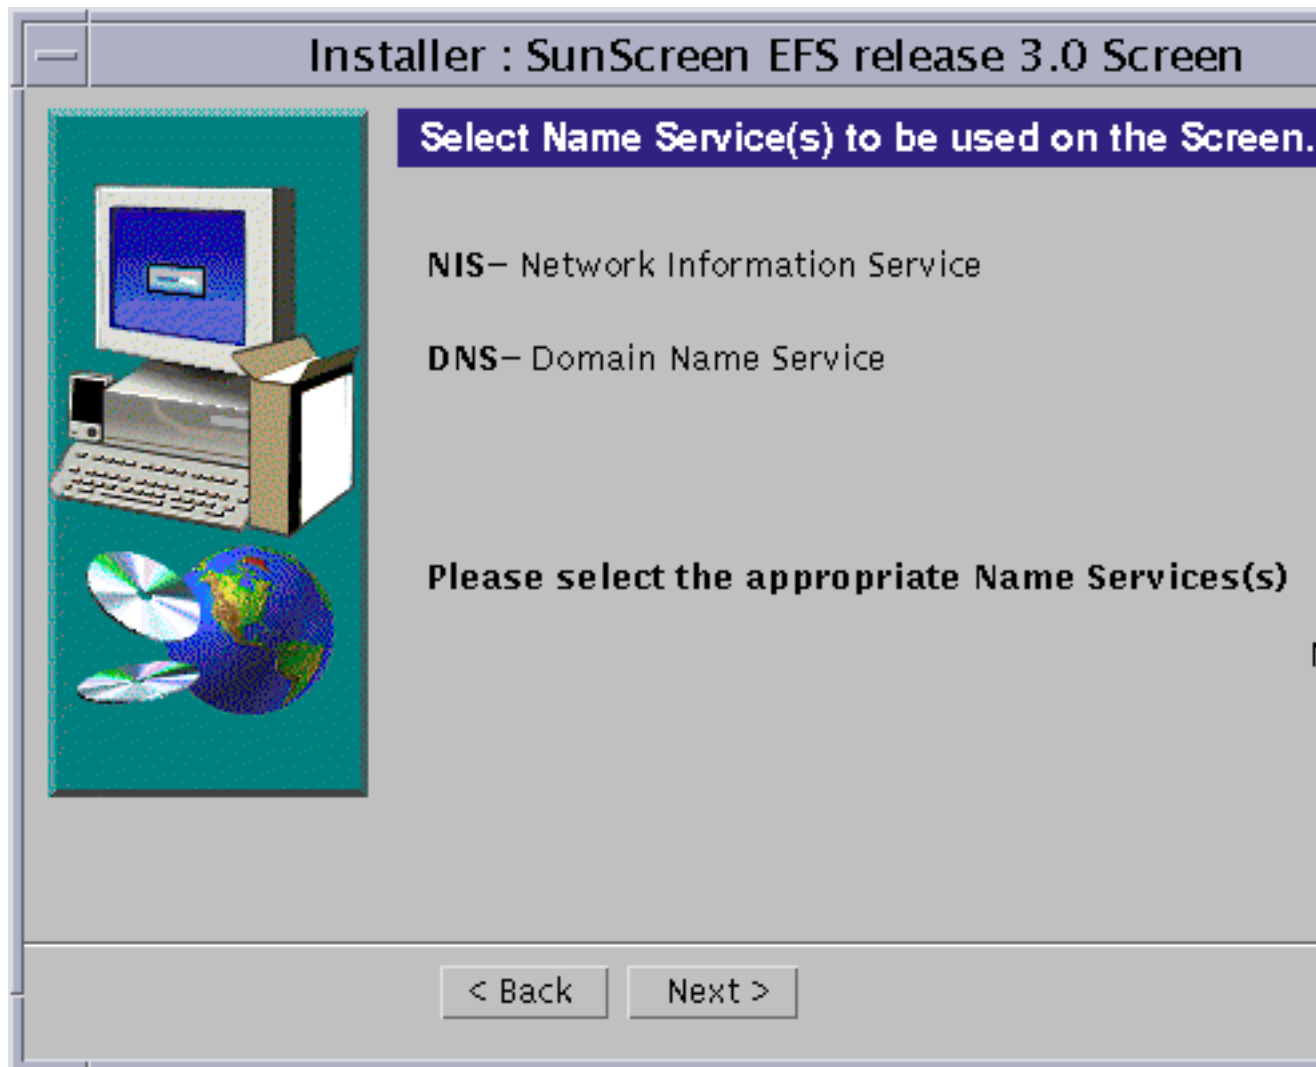 Installer : SunScreen EFS release 3.0 Screen
Select Name Service(s) to be used on the Screen.
NIS– Network Information Service
DNS– Domain Name Service
Please select the appropriate Name Services(s)
< Back
Next >